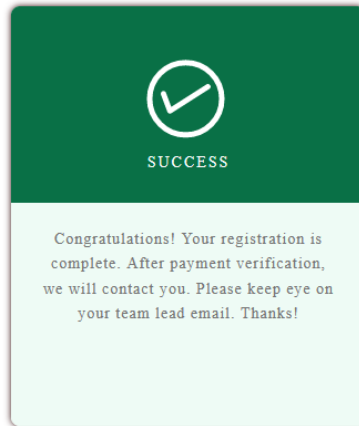 SUCCESS
Congratulations! Your registration is
complete. After payment verification,
we will contact you. Please keep eye on
your team lead email. Thanks!